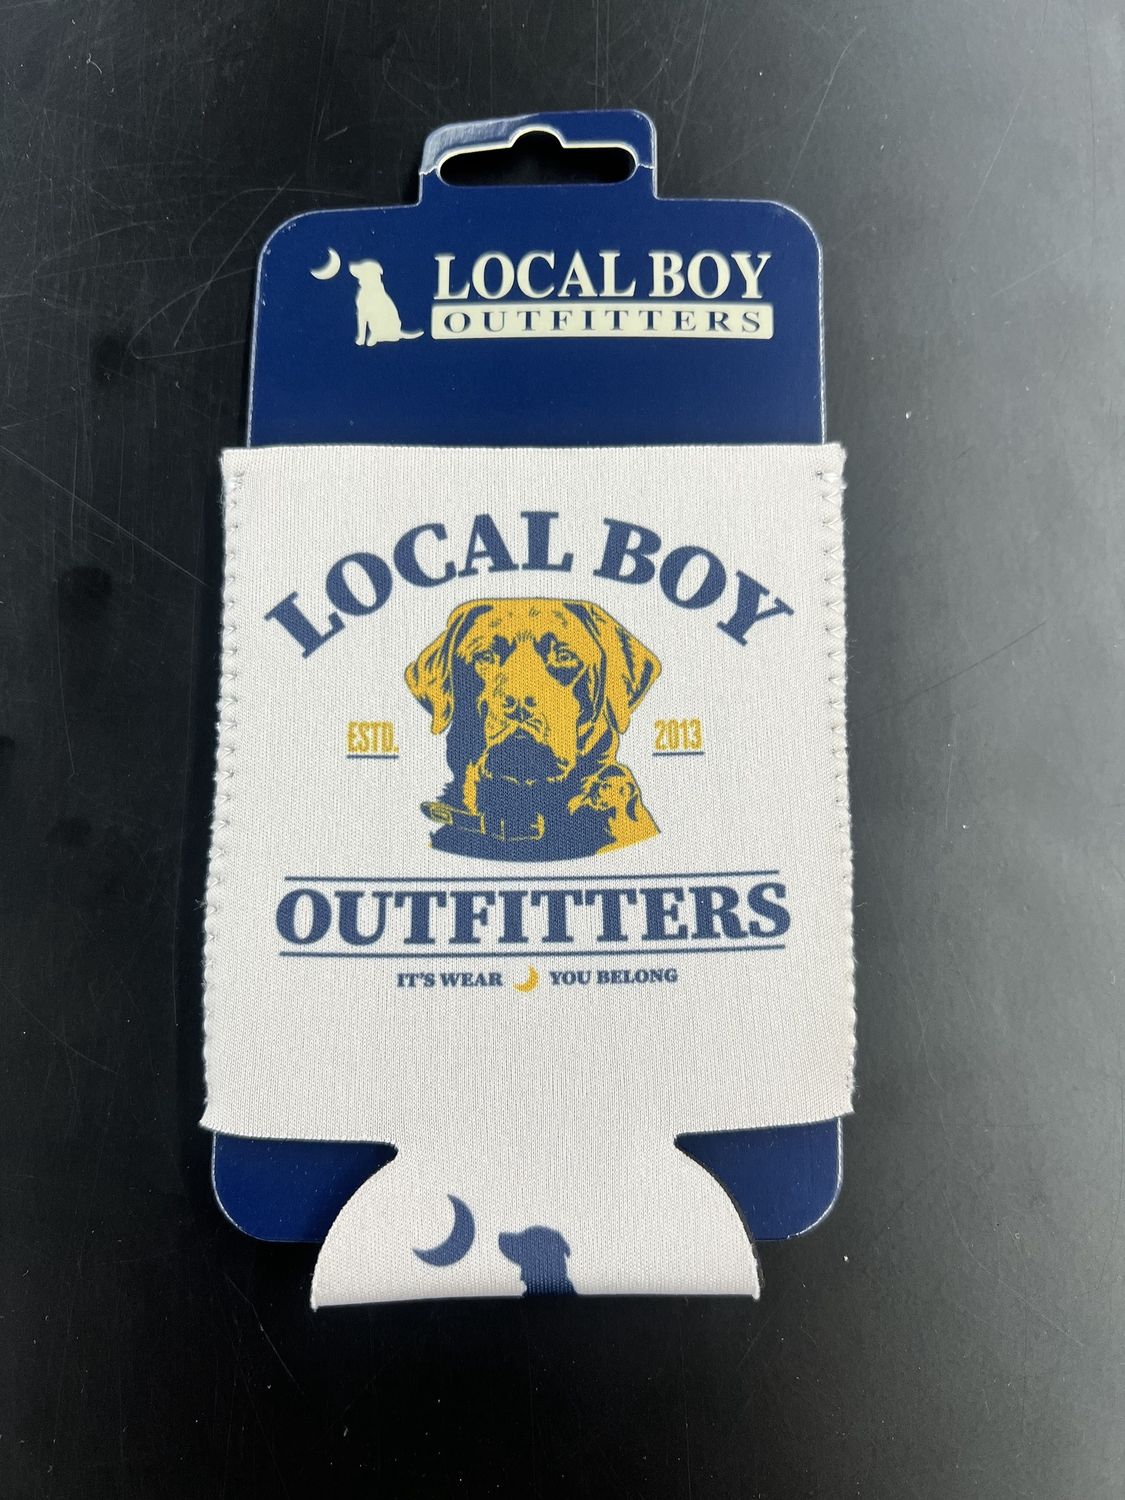 LOCAL BOY
OUTFITTERS
LOCAL BOY
ESTD. 2013
OUTFITTERS
IT'S WEAR YOU BELONG